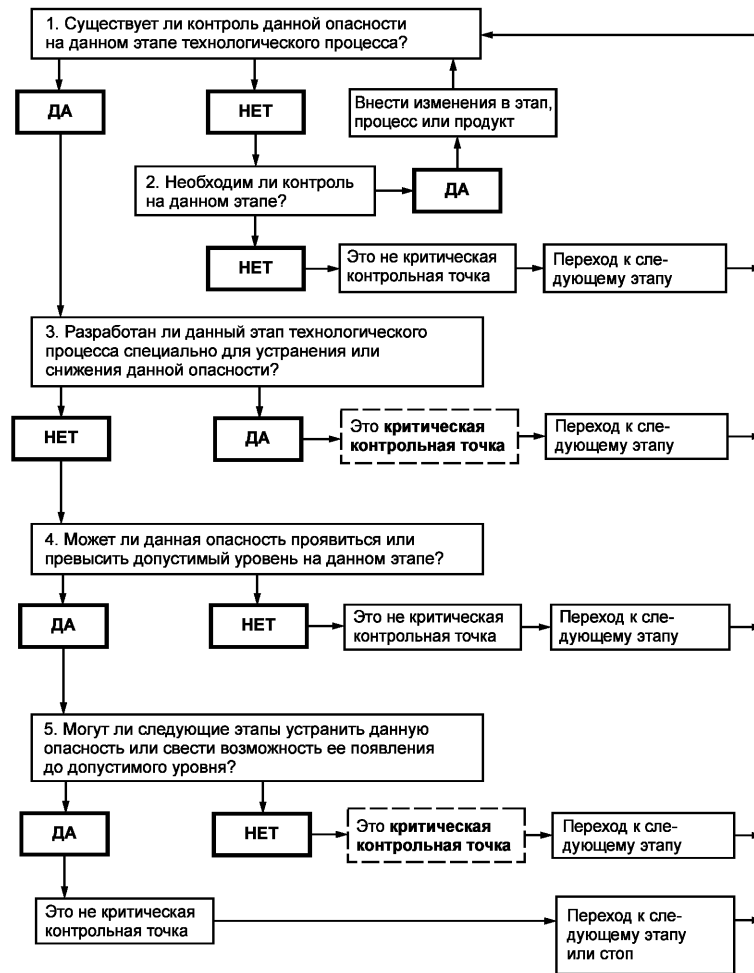 1. Существует ли контроль данной опасности
на данном этапе технологического процесса?
ДА
НЕТ
Внести изменения в этап,
процесс или продукт
2. Необходим ли контроль
на данном этапе?
ДА
НЕТ
Это не критическая
контрольная точка
Переход к сле-
дующему этапу
3. Разработан ли данный этап технологического
процесса специально для устранения или
снижения данной опасности?
НЕТ
ДА
Это критическая
контрольная точка
Переход к сле-
дующему этапу
4. Может ли данная опасность проявиться или
превысить допустимый уровень на данном этапе?
ДА
НЕТ
Это не критическая
контрольная точка
Переход к сле-
дующему этапу
5. Могут ли следующие этапы устранить данную
опасность или свести возможность ее появления
до допустимого уровня?
ДА
НЕТ
Это критическая
контрольная точка
Переход к сле-
дующему этапу
Это не критическая
контрольная точка
Переход к сле-
дующему этапу
или стоп